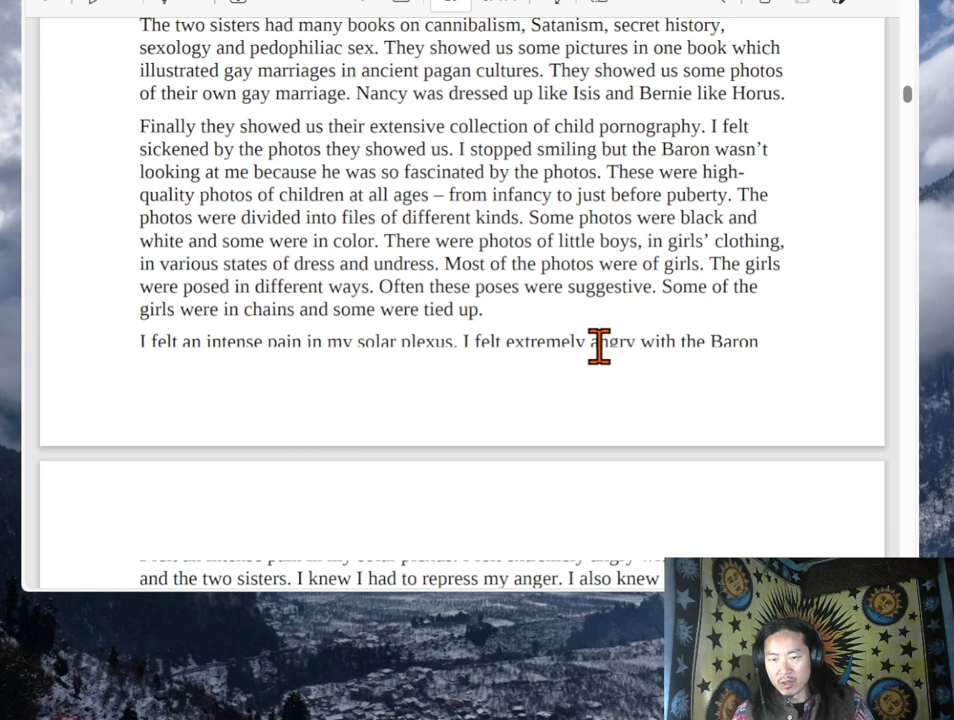 The two sisters had many books on cannibalism, Satanism, secret history,
sexology and pedophiliac sex. They showed us some pictures in one book which
illustrated gay marriages in ancient pagan cultures. They showed us some photos
of their own gay marriage. Nancy was dressed up like Isis and Bernie like Horus.
Finally they showed us their extensive collection of child pornography. I felt
sickened by the photos they showed us. I stopped smiling but the Baron wasn’t
looking at me because he was so fascinated by the photos. These were high-
quality photos of children at all ages – from infancy to just before puberty. The
photos were divided into files of different kinds. Some photos were black and
white and some were in color. There were photos of little boys, in girls’ clothing,
in various states of dress and undress. Most of the photos were of girls. The girls
were posed in different ways. Often these poses were suggestive. Some of the
girls were in chains and some were tied up.
I felt an intense pain in my solar plexus. I felt extremely angry with the Baron
and the two sisters. I knew I had to repress my anger. I also knew